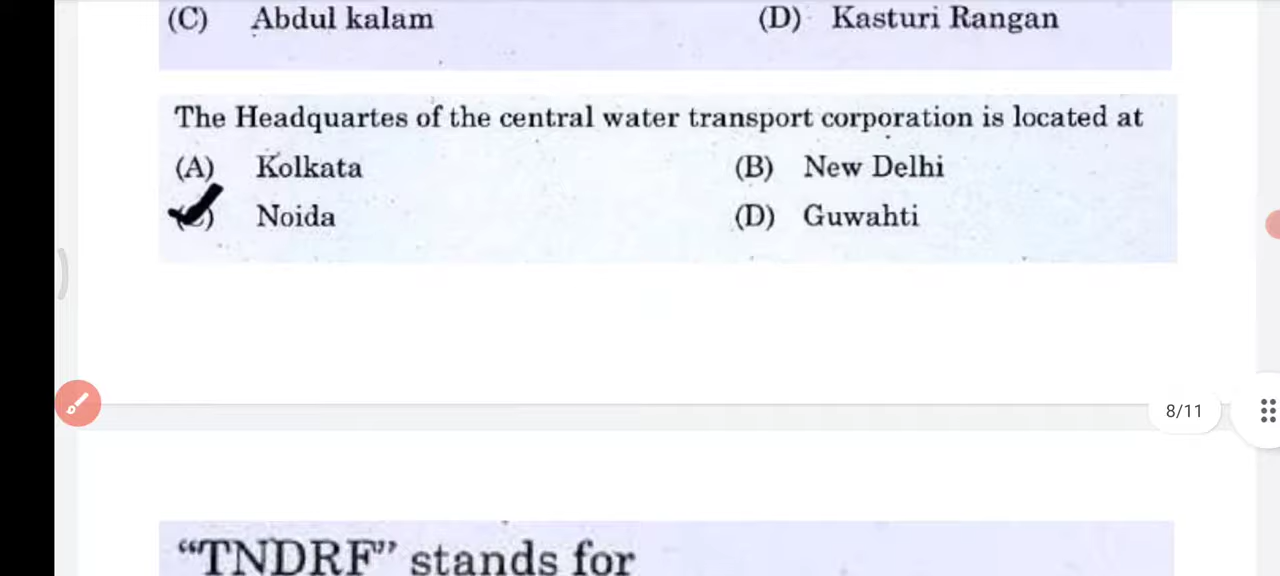 (C) Abdul kalam (D) Kasturi Rangan
The Headquartes of the central water transport corporation is located at
(A) Kolkata (B) New Delhi
Noida (D) Guwahti
8/11
“TNDRF” stands for